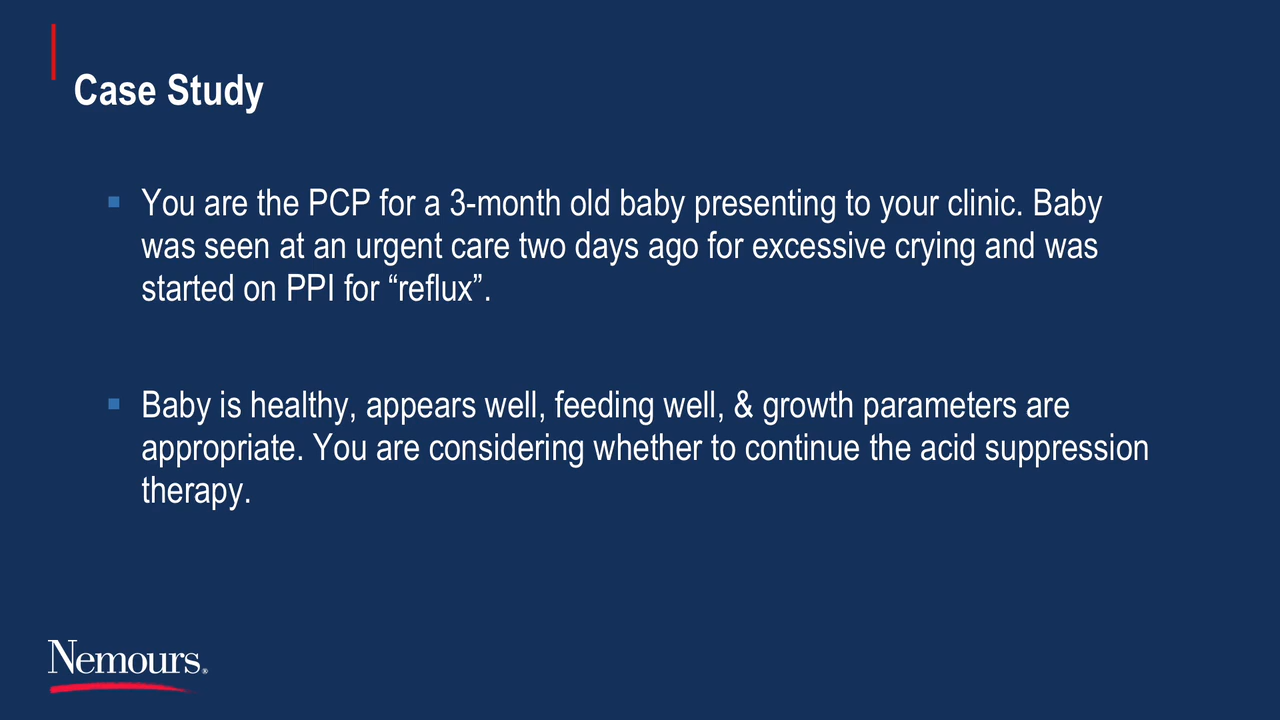 Case Study
▪ You are the PCP for a 3-month old baby presenting to your clinic. Baby
was seen at an urgent care two days ago for excessive crying and was
started on PPI for “reflux”.
▪ Baby is healthy, appears well, feeding well, & growth parameters are
appropriate. You are considering whether to continue the acid suppression
therapy.
Nemours®